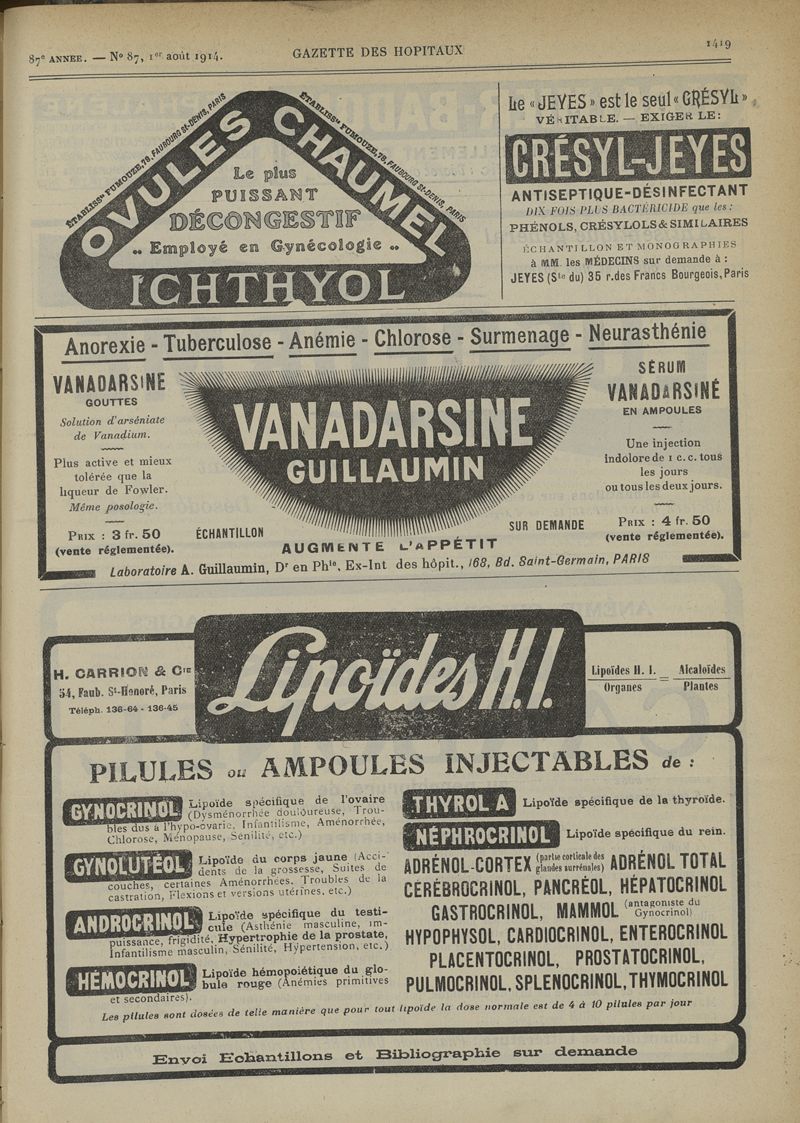 87e ANNEE. — No 87, 1er août 1914.
GAZETTE DES HOPITAUX
1419
ÉTABLISSts FUMOUZE, 78, FAUBOURG St-DENIS, PARIS
ÉTABLISSts FUMOUZE, 78, FAUBOURG St-DENIS, PARIS
OVULES CHAUMEL
Le plus
PUISSANT
DÉCONGESTIF
„ Employé en Gynécologie „
ICHTHYOL
Le « JEYES » est le seul « CRÉSYL »
VÉRITABLE. — EXIGER LE:
CRÉSYL-JEYES
ANTISEPTIQUE-DÉSINFECTANT
DIX FOIS PLUS BACTÉRICIDE que les:
PHÉNOLS, CRÉSYLOLS & SIMILAIRES
ÉCHANTILLON ET MONOGRAPHIES
à MM. les MÉDECINS sur demande à:
JEYES (Sté du) 35 r. des Francs Bourgeois, Paris
Anorexie - Tuberculose - Anémie - Chlorose - Surmenage - Neurasthénie
VANADARSINE
GOUTTES
Solution d'arséniate
de Vanadium.
Plus active et mieux
tolérée que la
liqueur de Fowler.
Même posologie.
PRIX : 3 fr. 50
(vente réglementée).
VANADARSINE
GUILLAUMIN
ÉCHANTILLON
SUR DEMANDE
AUGMENTE L'APPÉTIT
SÉRUM
VANADARSINÉ
EN AMPOULES
Une injection
indolore de 1 c. c. tous
les jours
ou tous les deux jours.
PRIX : 4 fr. 50
(vente réglementée).
Laboratoire A. Guillaumin, Dr en Phie, Ex-Int des hôpit., 168, Bd. Saint-Germain, PARIS
H. CARRION & Cie
54, Faub. St-Honoré, Paris
Téléph. 136-64 - 136-45
Lipoïdes H.I.
Lipoïdes H. I. = Alcaloïdes
Organes Plantes
PILULES ou AMPOULES INJECTABLES de :
GYNOCRINOL Lipoïde spécifique de l'ovaire
(Dysménorrhée douloureuse, Trou-
bles dus à l'hypo-ovarie, Infantilisme, Aménorrhée,
Chlorose, Ménopause, Sénilité, etc.)
GYNOLUTÉOL Lipoïde du corps jaune (Acci-
dents de la grossesse, Suites de
couches, certaines Aménorrhées, Troubles de la
castration, Flexions et versions utérines, etc.)
ANDROCRINOL Lipoïde spécifique du testi-
cule (Asthénie masculine, im-
puissance, frigidité, Hypertrophie de la prostate,
Infantilisme masculin, Sénilité, Hypertension, etc.)
HÉMOCRINOL Lipoïde hémopoiétique du glo-
bule rouge (Anémies primitives
et secondaires).
THYROL A Lipoïde spécifique de la thyroïde.
NÉPHROCRINOL Lipoïde spécifique du rein.
ADRÉNOL-CORTEX (partie corticale des glandes surrénales) ADRÉNOL TOTAL
CÉRÉBROCRINOL, PANCRÉOL, HÉPATOCRINOL
GASTROCRINOL, MAMMOL (antagoniste du Gynocrinol)
HYPOPHYSOL, CARDIOCRINOL, ENTEROCRINOL
PLACENTOCRINOL, PROSTATOCRINOL,
PULMOCRINOL, SPLENOCRINOL, THYMOCRINOL
Les pilules sont dosées de telle manière que pour tout lipoïde la dose normale est de 4 à 10 pilules par jour
Envoi Echantillons et Bibliographie sur demande